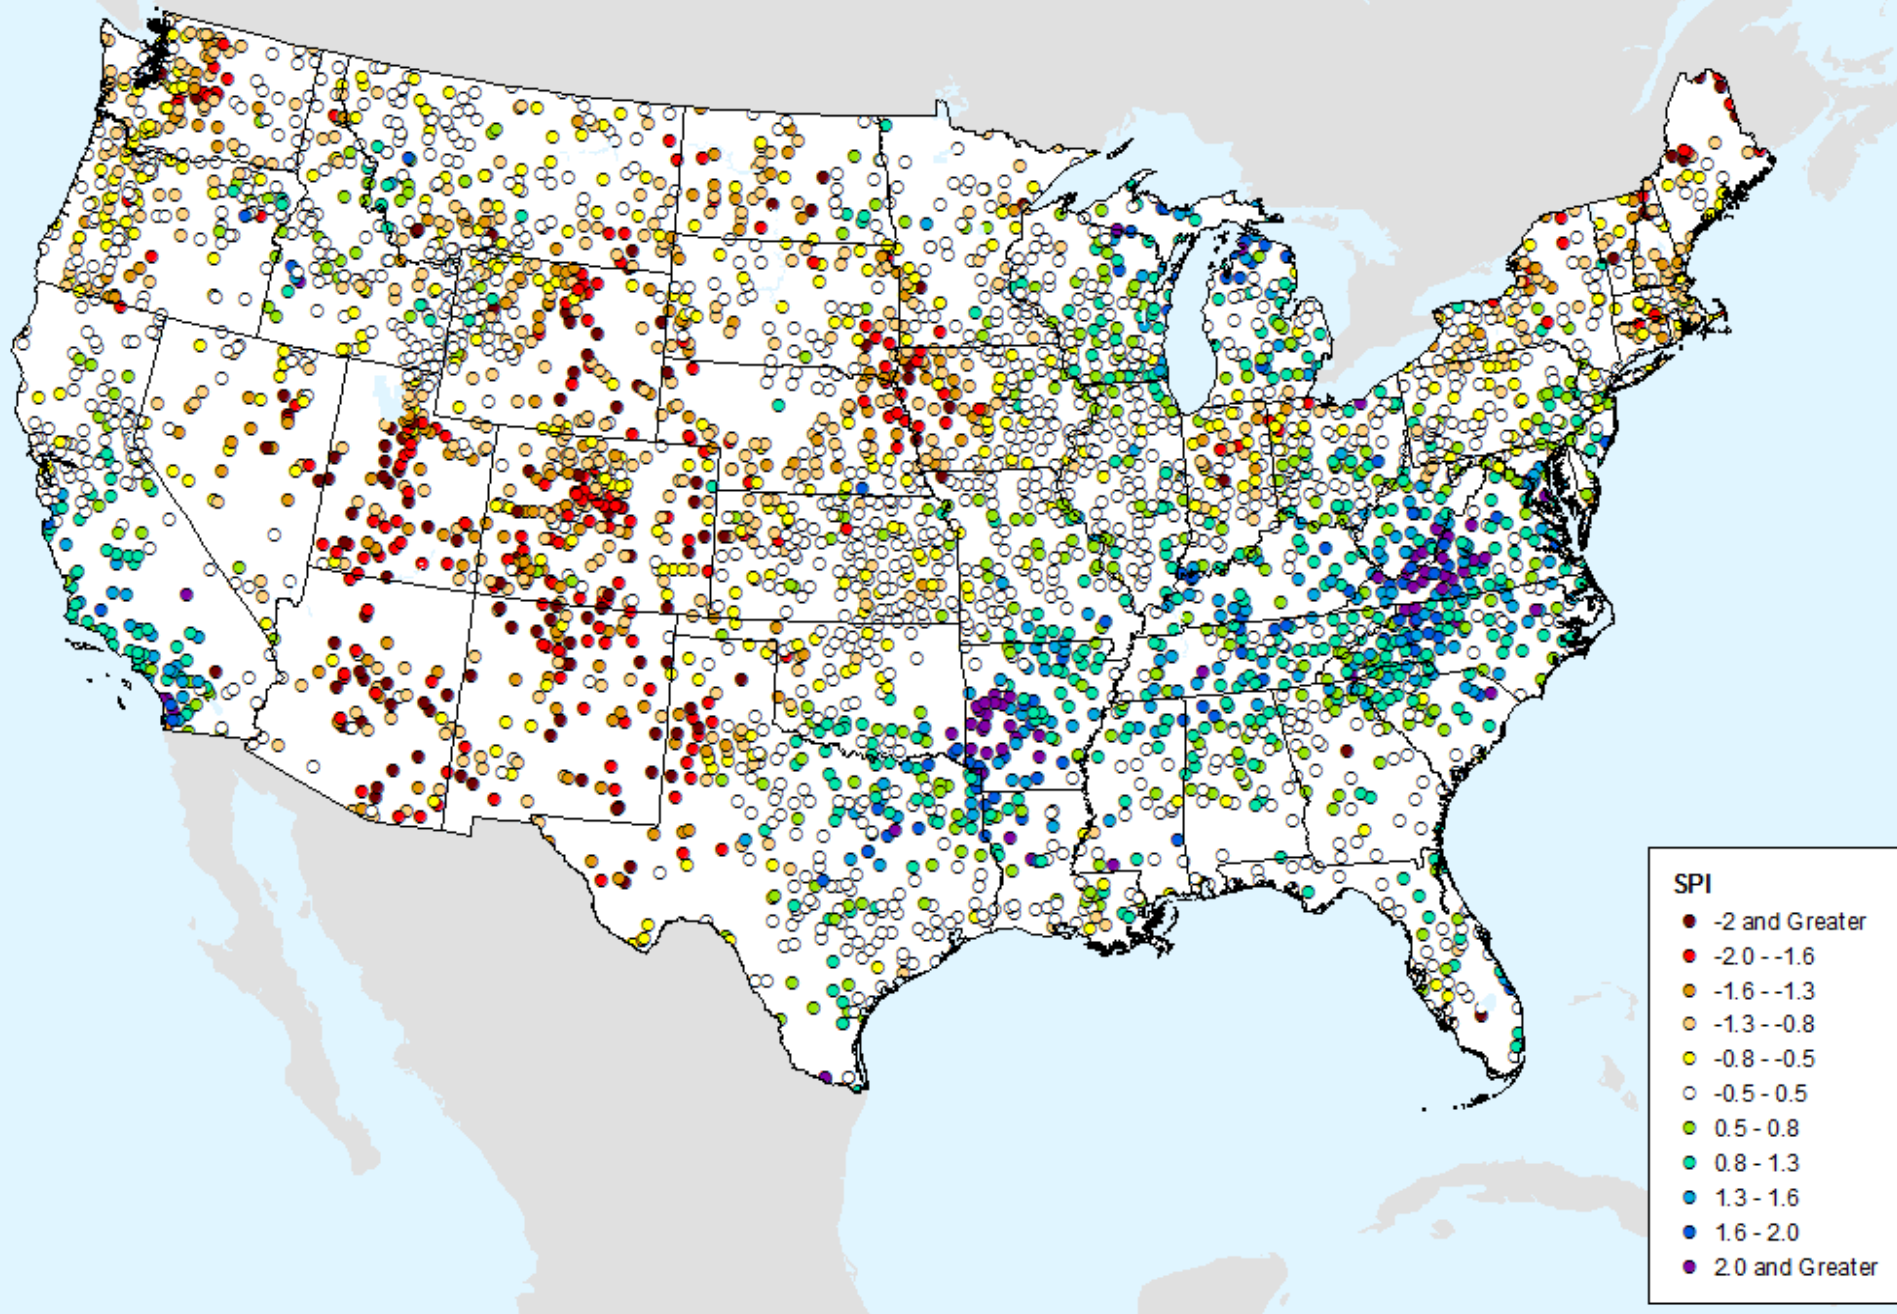 SPI
-2 and Greater
-2.0 - -1.6
-1.6 - -1.3
-1.3 - -0.8
-0.8 - -0.5
-0.5 - 0.5
0.5 - 0.8
0.8 - 1.3
1.3 - 1.6
1.6 - 2.0
2.0 and Greater